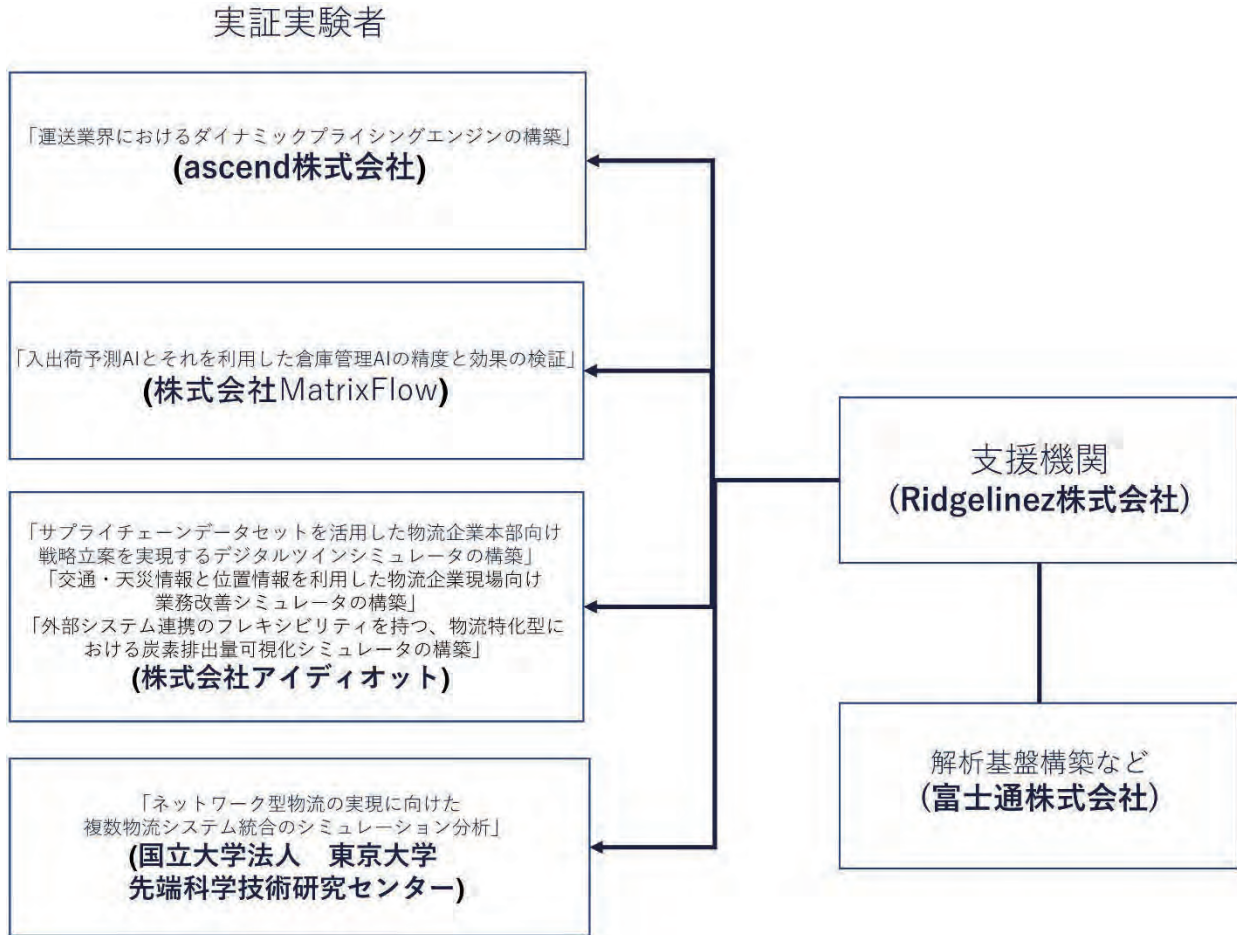 実証実験者
「運送業界におけるダイナミックプライシングエンジンの構築」
(ascend株式会社)
「入出荷予測AIとそれを利用した倉庫管理AIの精度と効果の検証」
(株式会社MatrixFlow)
「サプライチェーンデータセットを活用した物流企業本部向け
戦略立案を実現するデジタルツインシミュレータの構築」
「交通・天災情報と位置情報を利用した物流企業現場向け
業務改善シミュレータの構築」
「外部システム連携のフレキシビリティを持つ、物流特化型に
おける炭素排出量可視化シミュレータの構築」
(株式会社アイディオット)
「ネットワーク型物流の実現に向けた
複数物流システム統合のシミュレーション分析」
(国立大学法人　東京大学
先端科学技術研究センター)
支援機関
(Ridgelinez株式会社)
解析基盤構築など
(富士通株式会社)